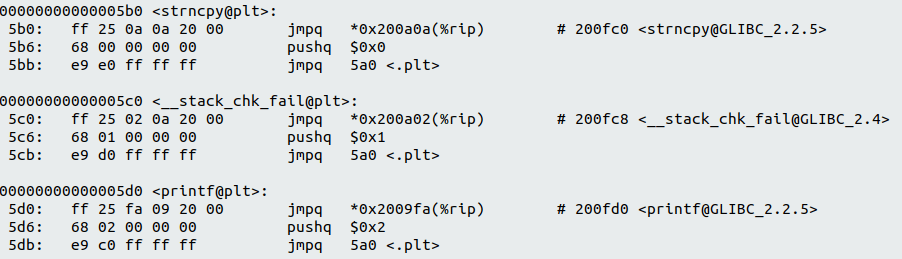 00000000000005b0 <strncpy@plt>:
 5b0:   ff 25 0a 0a 20 00       jmpq   *0x200a0a(%rip)        # 200fc0 <strncpy@GLIBC_2.2.5>
 5b6:   68 00 00 00 00          pushq  $0x0
 5bb:   e9 e0 ff ff ff          jmpq   5a0 <.plt>
00000000000005c0 <__stack_chk_fail@plt>:
 5c0:   ff 25 02 0a 20 00       jmpq   *0x200a02(%rip)        # 200fc8 <__stack_chk_fail@GLIBC_2.4>
 5c6:   68 01 00 00 00          pushq  $0x1
 5cb:   e9 d0 ff ff ff          jmpq   5a0 <.plt>
00000000000005d0 <printf@plt>:
 5d0:   ff 25 fa 09 20 00       jmpq   *0x2009fa(%rip)        # 200fd0 <printf@GLIBC_2.2.5>
 5d6:   68 02 00 00 00          pushq  $0x2
 5db:   e9 c0 ff ff ff          jmpq   5a0 <.plt>